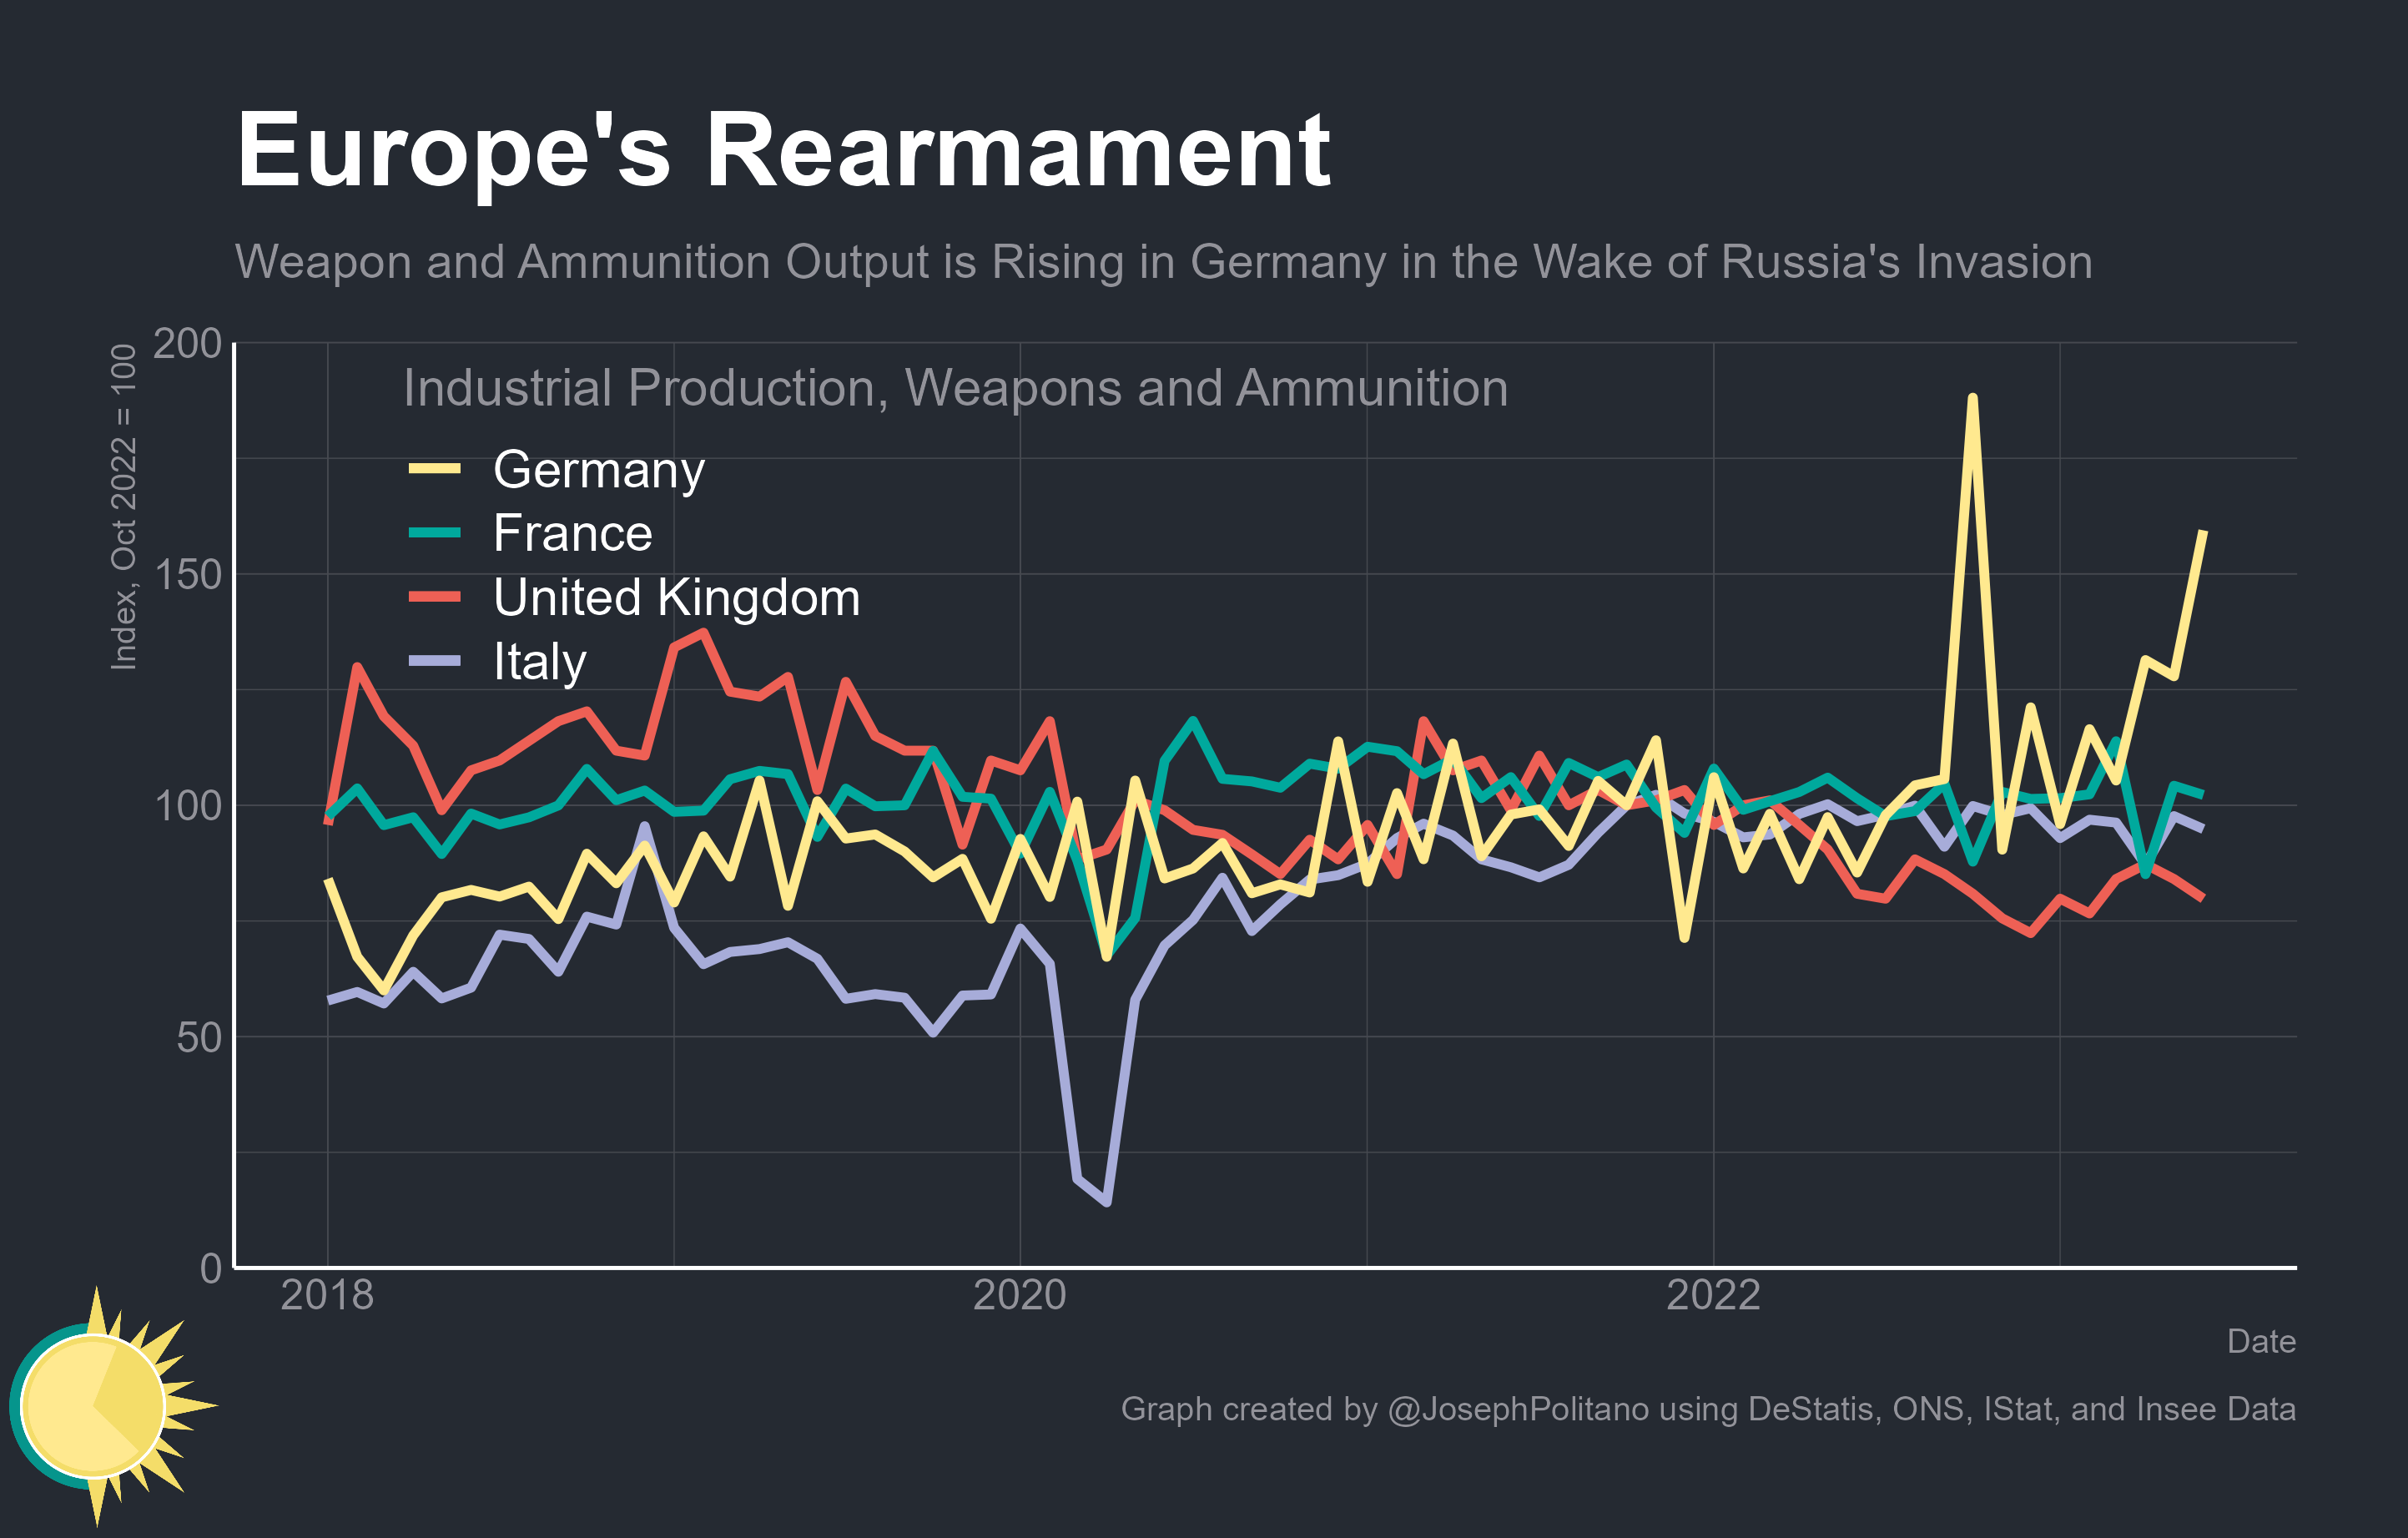 Europe's Rearmament
Weapon and Ammunition Output is Rising in Germany in the Wake of Russia's Invasion
Index, Oct 2022 = 100
200
150
100
50
0
Industrial Production, Weapons and Ammunition
Germany
France
United Kingdom
Italy
2018
2020
2022
Date
Graph created by @JosephPolitano using DeStatis, ONS, IStat, and Insee Data